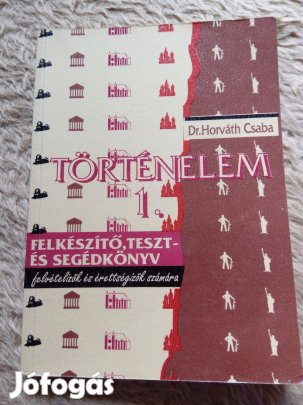 Dr.Horváth Csaba
TÖRTÉNELEM
1.
FELKÉSZÍTŐ,TESZT-
ÉS SEGÉDKÖNYV
felvételizők és érettségizők számára
Jófogás